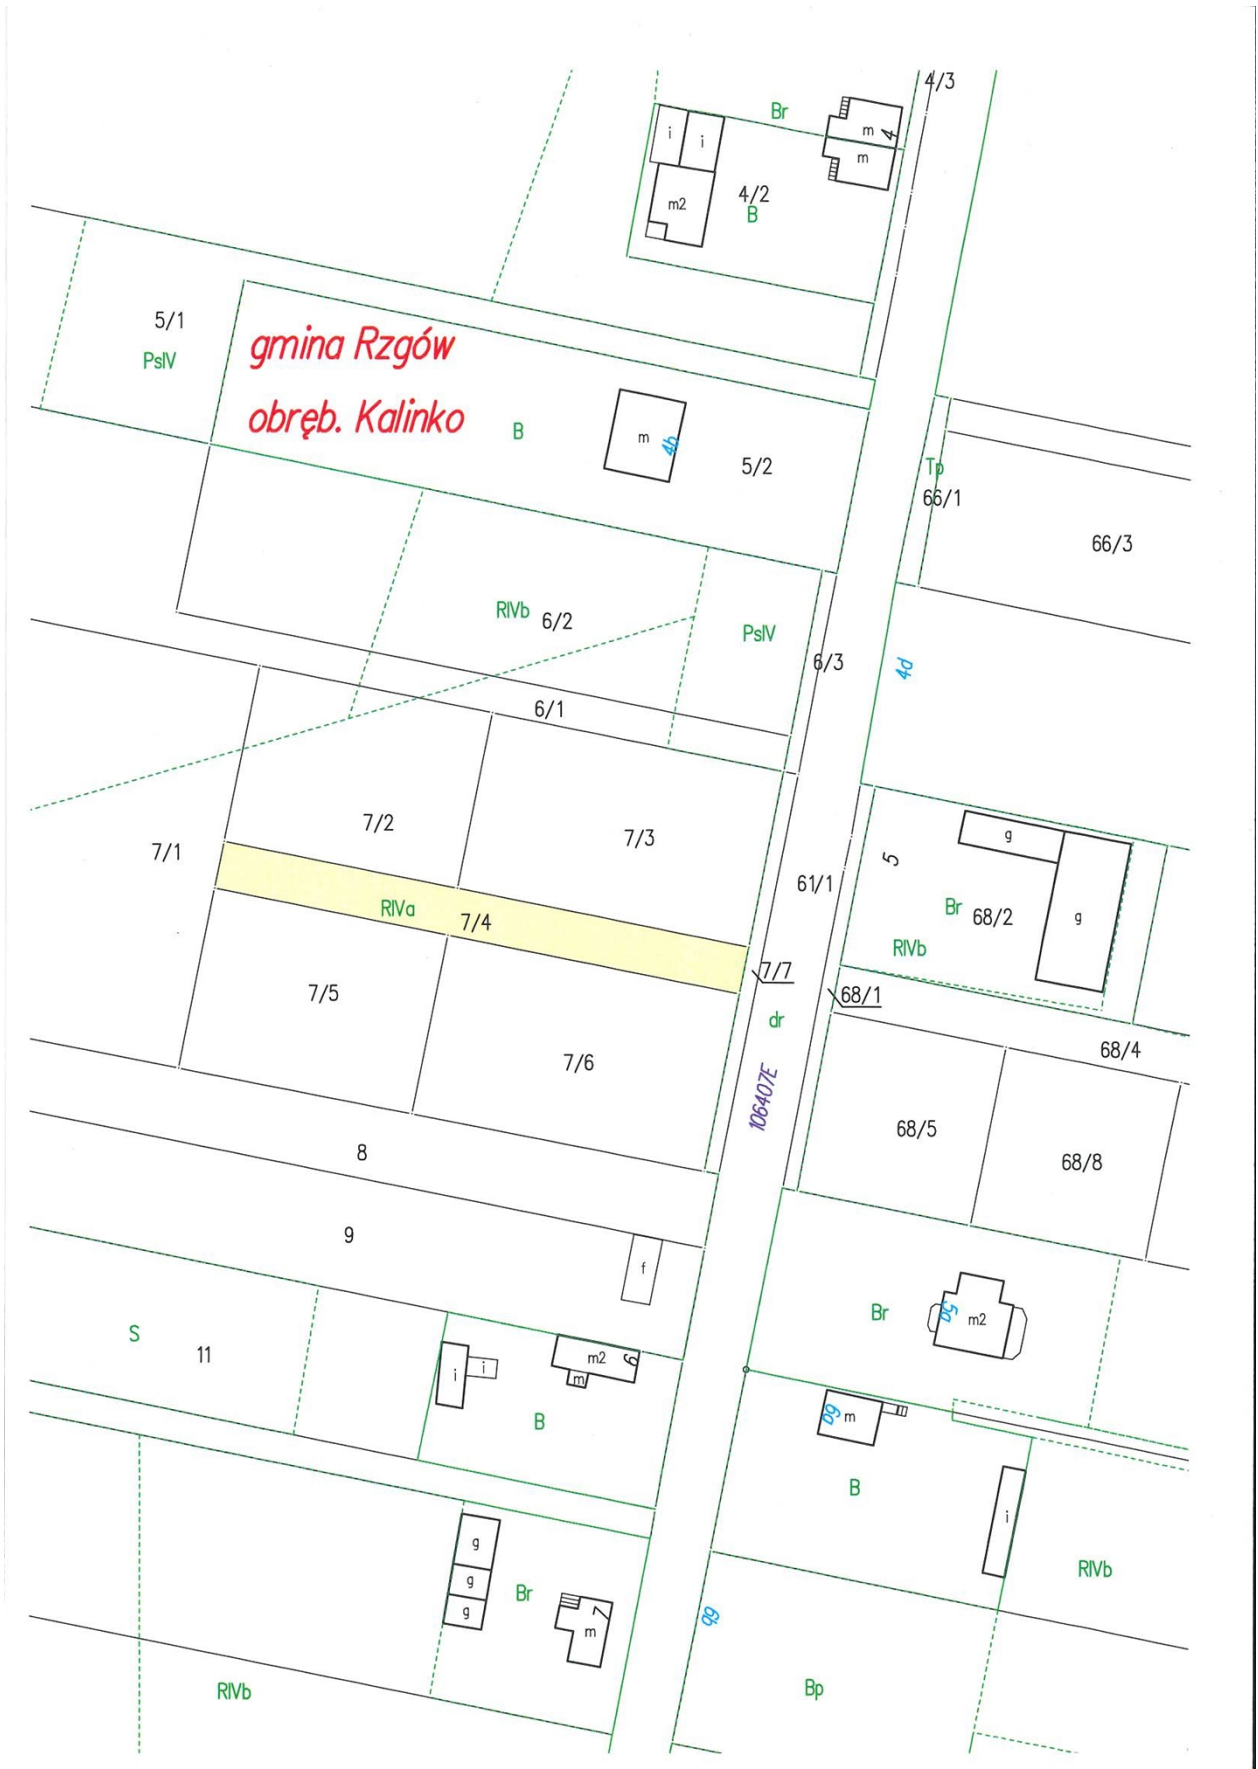 4/3
Br
i
i
m
4
m
m2
4/2
B
5/1
PsIV
gmina Rzgów
obręb. Kalinko
B
m
4b
5/2
Tp
66/1
66/3
RIVb
6/2
PsIV
6/3
4d
6/1
7/2
7/3
7/1
61/1
5
g
Br
68/2
g
RIVb
RIVa
7/4
7/7
68/1
7/5
dr
7/6
68/4
106407E
68/5
68/8
8
9
f
Br
5a
m2
S
11
i
i
m2
6
m
B
6a
m
B
i
RIVb
g
g
g
Br
7
m
6b
RIVb
Bp